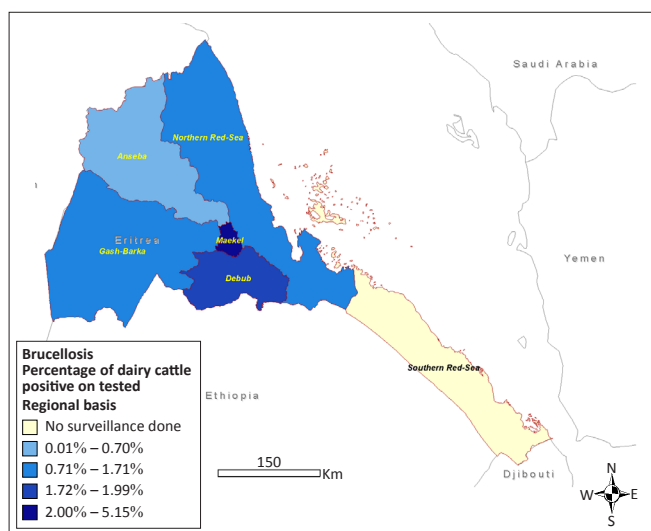 Saudi Arabia
Northern Red-Sea
Anaeba
Eritrea
Maekel
Gash-Barka
Yemen
Debub
Southern Red-Sea
Ethiopia
Djibouti
Brucellosis
Percentage of dairy cattle
positive on tested
Regional basis
No surveillance done
0.01% – 0.70%
0.71% – 1.71%
1.72% – 1.99%
2.00% – 5.15%
150
Km
N
W E
S